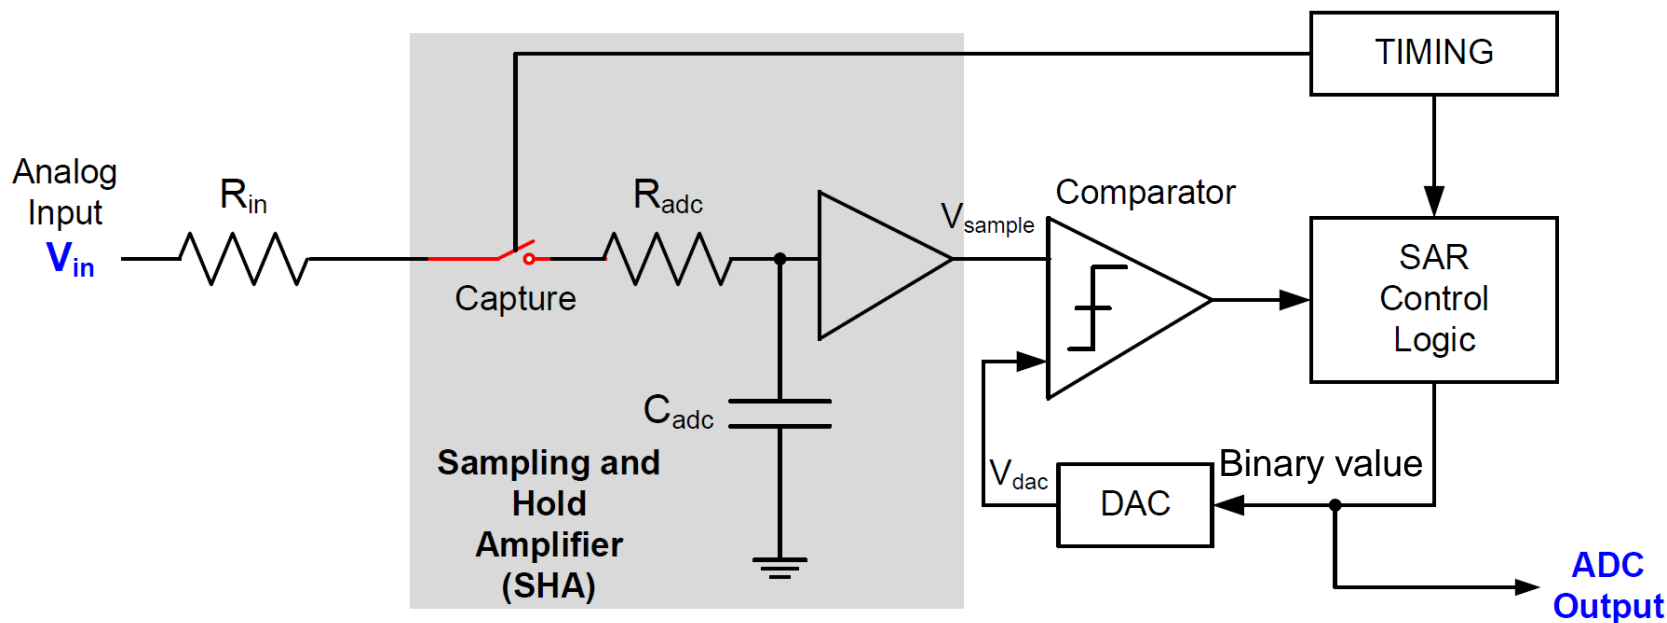 TIMING
Analog
Input
Vin
Rin
Capture
Radc
Cadc
Sampling and
Hold
Amplifier
(SHA)
Vsample
Comparator
SAR
Control
Logic
Vdac
DAC
Binary value
ADC
Output